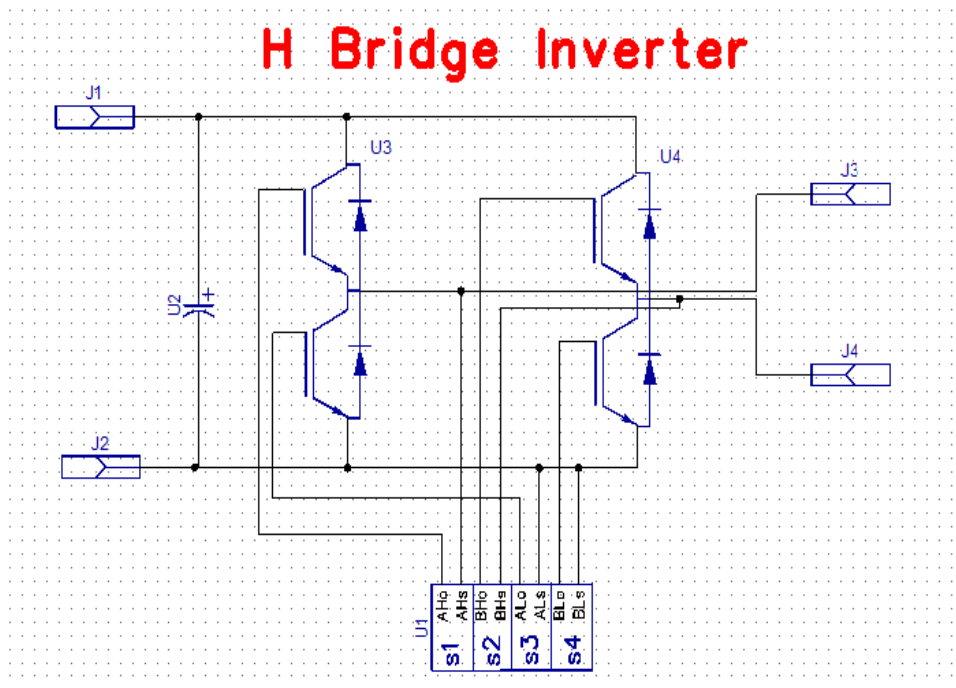 H Bridge Inverter
J1
U3
U4
J3
U2
+
J4
J2
U1
AHo AHs BHo BHs ALo ALs BLo BLs
s1 s2 s3 s4